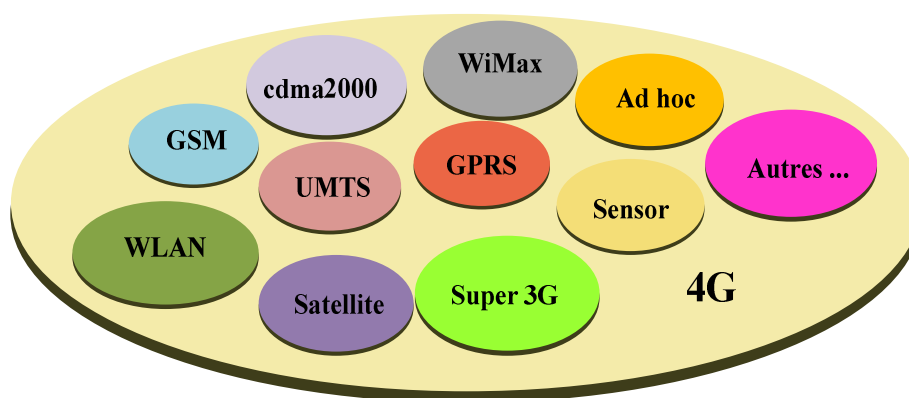 WiMax
cdma2000
Ad hoc
GSM
GPRS
Autres ...
UMTS
Sensor
WLAN
Satellite
Super 3G
4G